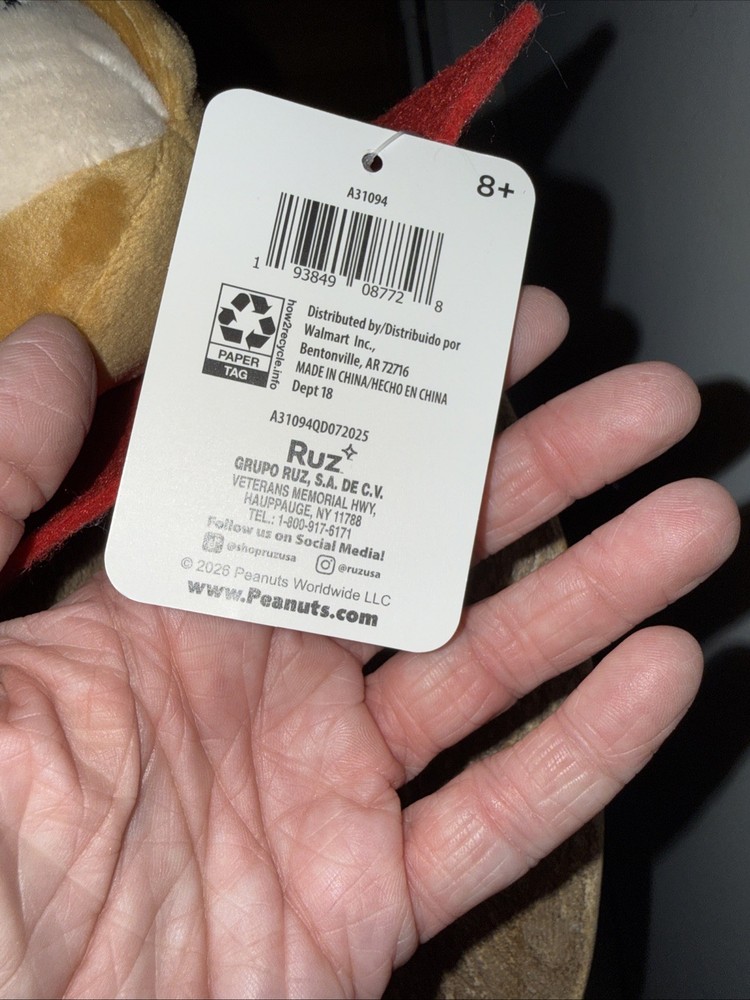 8+
A31094
1 93849 08772 8
how2recycle.info
PAPER
TAG
Distributed by/Distribuido por
Walmart Inc.,
Bentonville, AR 72716
MADE IN CHINA/HECHO EN CHINA
Dept 18
A31094QD072025
Ruz
GRUPO RUZ, S.A. DE C.V.
VETERANS MEMORIAL HWY,
HAUPPAUGE, NY 11788
TEL.: 1-800-917-6171
Follow us on Social Media!
@shopruzusa @ruzusa
© 2026 Peanuts Worldwide LLC
www.Peanuts.com